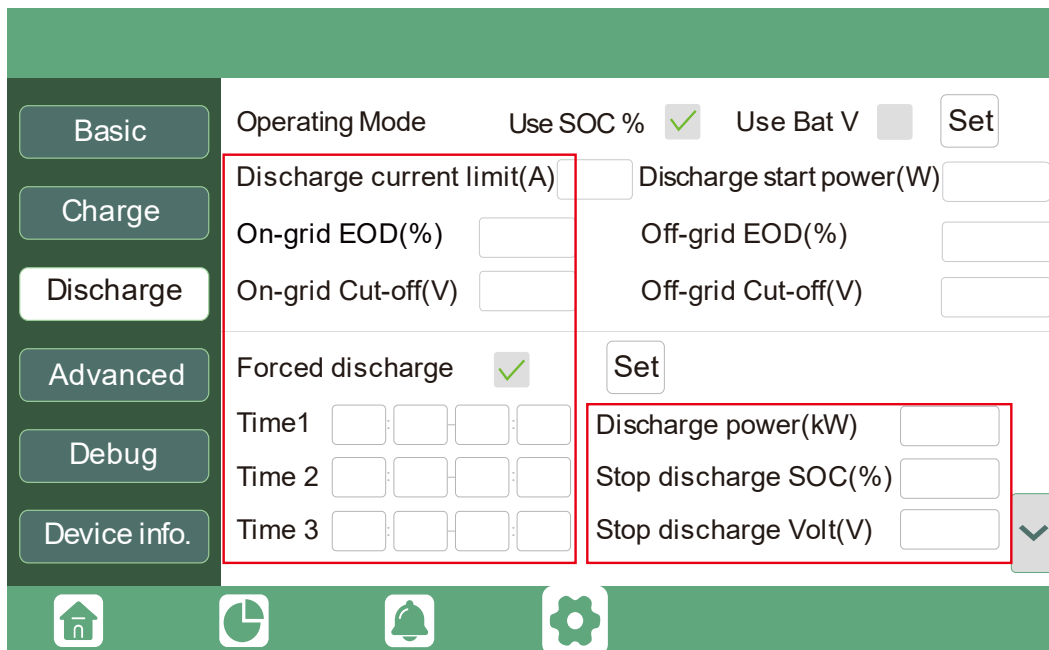 Basic
Charge
Discharge
Advanced
Debug
Device info.
Operating Mode Use SOC % Use Bat V Set
Discharge current limit(A) Discharge start power(W)
On-grid EOD(%) Off-grid EOD(%)
On-grid Cut-off(V) Off-grid Cut-off(V)
Forced discharge Set
Time1 : - : Discharge power(kW)
Time 2 : - : Stop discharge SOC(%)
Time 3 : - : Stop discharge Volt(V)